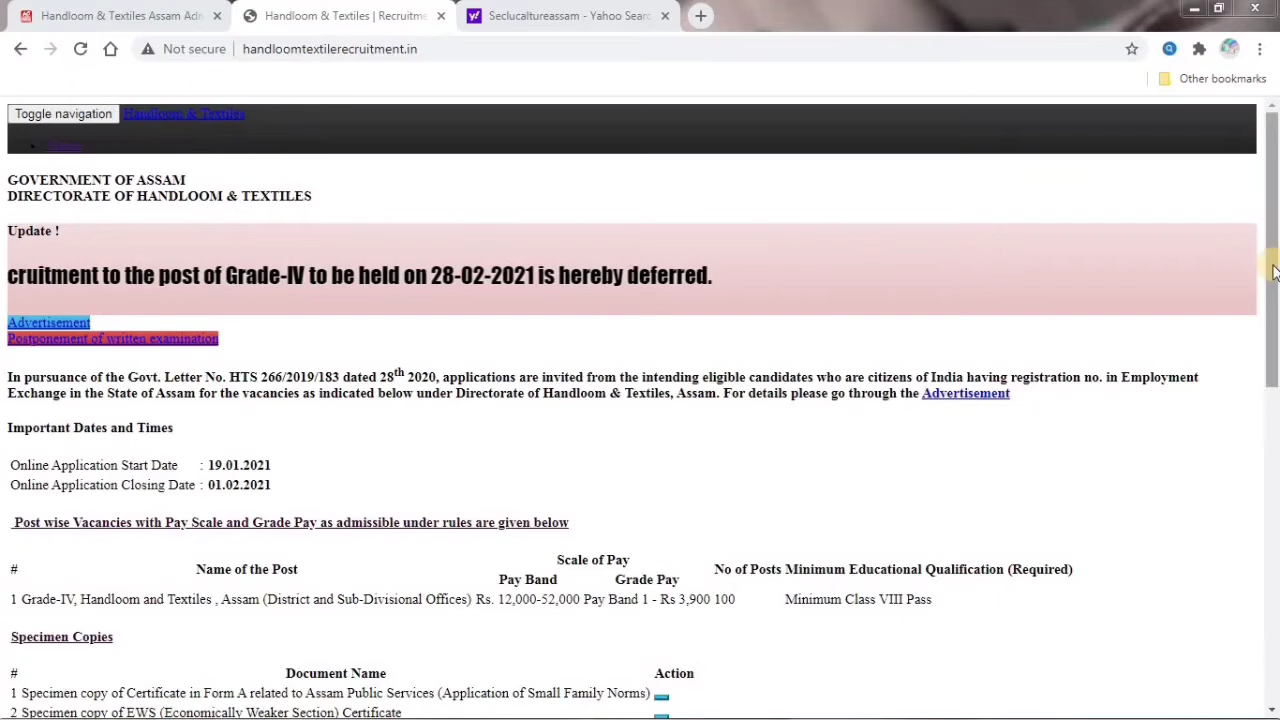 Handloom & Textiles Assam Adn
Handloom & Textiles | Recruitme
Seclucaltureassam - Yahoo Searc
Not secure
handloomtextilerecruitment.in
Other bookmarks
Toggle navigation Handloom & Textiles
GOVERNMENT OF ASSAM
DIRECTORATE OF HANDLOOM & TEXTILES
Update !
cruitment to the post of Grade-IV to be held on 28-02-2021 is hereby deferred.
Advertisement
Postponement of written examination
In pursuance of the Govt. Letter No. HTS 266/2019/183 dated 28th 2020, applications are invited from the intending eligible candidates who are citizens of India having registration no. in Employment
Exchange in the State of Assam for the vacancies as indicated below under Directorate of Handloom & Textiles, Assam. For details please go through the Advertisement
Important Dates and Times
Online Application Start Date : 19.01.2021
Online Application Closing Date : 01.02.2021
Post wise Vacancies with Pay Scale and Grade Pay as admissible under rules are given below
# Name of the Post Scale of Pay No of Posts Minimum Educational Qualification (Required)
Pay Band Grade Pay
1 Grade-IV, Handloom and Textiles , Assam (District and Sub-Divisional Offices) Rs. 12,000-52,000 Pay Band 1 - Rs 3,900 100 Minimum Class VIII Pass
Specimen Copies
# Document Name Action
1 Specimen copy of Certificate in Form A related to Assam Public Services (Application of Small Family Norms)
2 Specimen copy of EWS (Economically Weaker Section) Certificate